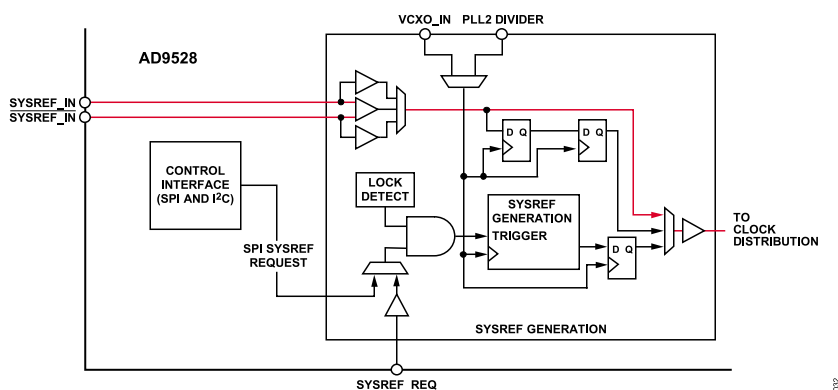 VCXO_IN PLL2 DIVIDER
AD9528
SYSREF_IN
SYSREF_IN
CONTROL
INTERFACE
(SPI AND I²C)
LOCK
DETECT
SPI SYSREF
REQUEST
D Q
D Q
SYSREF
GENERATION
TRIGGER
D Q
TO
CLOCK
DISTRIBUTION
SYSREF GENERATION
SYSREF_REQ